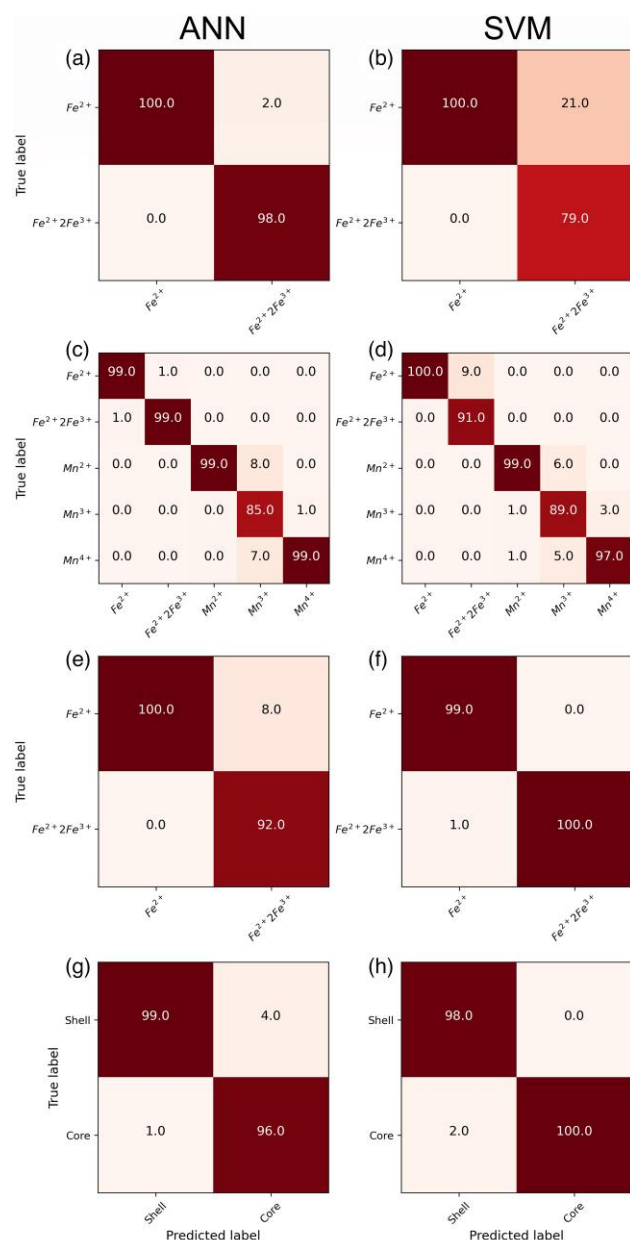 ANN SVM
(a) (b)
Fe²⁺ 100.0 2.0 100.0 21.0
True label
Fe²⁺2Fe³⁺ 0.0 98.0 Fe²⁺2Fe³⁺ 0.0 79.0
Fe²⁺ Fe²⁺2Fe³⁺ Fe²⁺ Fe²⁺2Fe³⁺
(c) (d)
Fe²⁺ 99.0 1.0 0.0 0.0 0.0 Fe²⁺ 100.0 9.0 0.0 0.0 0.0
Fe²⁺2Fe³⁺ 1.0 99.0 0.0 0.0 0.0 Fe²⁺2Fe³⁺ 0.0 91.0 0.0 0.0 0.0
True label
Mn²⁺ 0.0 0.0 99.0 8.0 0.0 Mn²⁺ 0.0 0.0 99.0 6.0 0.0
Mn³⁺ 0.0 0.0 0.0 85.0 1.0 Mn³⁺ 0.0 0.0 1.0 89.0 3.0
Mn⁴⁺ 0.0 0.0 0.0 7.0 99.0 Mn⁴⁺ 0.0 0.0 1.0 5.0 97.0
Fe²⁺ Fe²⁺2Fe³⁺ Mn²⁺ Mn³⁺ Mn⁴⁺ Fe²⁺ Fe²⁺2Fe³⁺ Mn²⁺ Mn³⁺ Mn⁴⁺
(e) (f)
Fe²⁺ 100.0 8.0 Fe²⁺ 99.0 0.0
True label
Fe²⁺2Fe³⁺ 0.0 92.0 Fe²⁺2Fe³⁺ 1.0 100.0
Fe²⁺ Fe²⁺2Fe³⁺ Fe²⁺ Fe²⁺2Fe³⁺
(g) (h)
Shell 99.0 4.0 Shell 98.0 0.0
True label
Core 1.0 96.0 Core 2.0 100.0
Shell Core Shell Core
Predicted label Predicted label